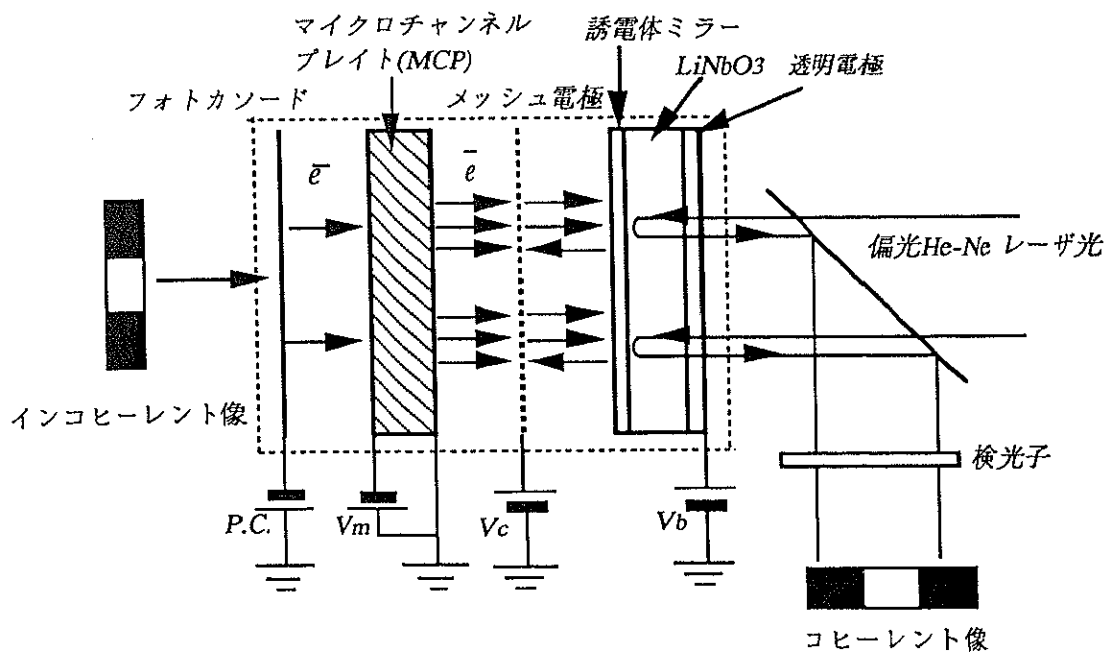 マイクロチャンネル
プレイト(MCP)
誘電体ミラー
LiNbO3 透明電極
フォトカソード
メッシュ電極
e
e
偏光He-Ne レーザ光
インコヒーレント像
検光子
P.C.
Vm
Vc
Vb
コヒーレント像